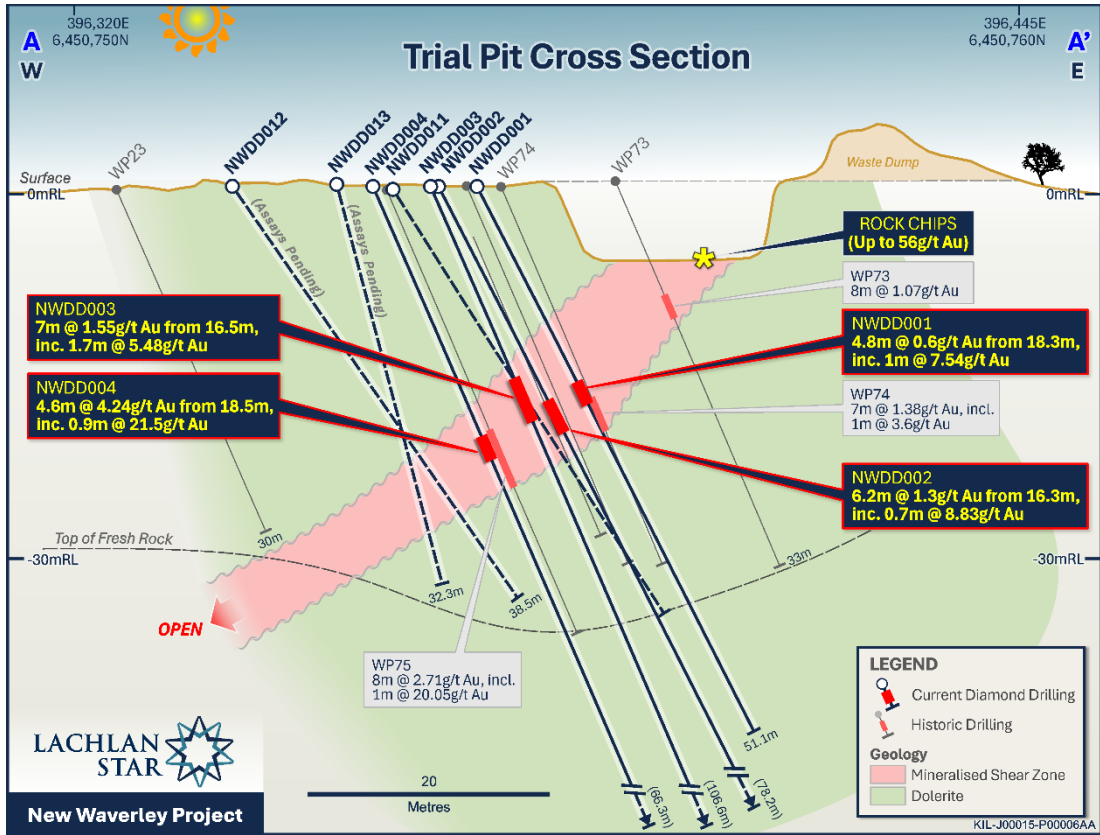 396,320E
6,450,750N
396,445E
6,450,760N
A
W
Trial Pit Cross Section
A'
E
WP23
NWDD012
NWDD013
NWDD004
NWDD011
NWDD003
NWDD002
NWDD001
WP74
WP73
Waste Dump
Surface
0mRL
0mRL
(Assays Pending)
(Assays Pending)
ROCK CHIPS
(Up to 56g/t Au)
WP73
8m @ 1.07g/t Au
NWDD003
7m @ 1.55g/t Au from 16.5m,
inc. 1.7m @ 5.48g/t Au
NWDD001
4.8m @ 0.6g/t Au from 18.3m,
inc. 1m @ 7.54g/t Au
NWDD004
4.6m @ 4.24g/t Au from 18.5m,
inc. 0.9m @ 21.5g/t Au
WP74
7m @ 1.38g/t Au, incl.
1m @ 3.6g/t Au
NWDD002
6.2m @ 1.3g/t Au from 16.3m,
inc. 0.7m @ 8.83g/t Au
Top of Fresh Rock
30m
33m
-30mRL
-30mRL
32.3m
38.5m
OPEN
WP75
8m @ 2.71g/t Au, incl.
1m @ 20.05g/t Au
51.1m
(66.3m)
(106.6m)
(78.2m)
LEGEND
Current Diamond Drilling
Historic Drilling
Geology
Mineralised Shear Zone
Dolerite
LACHLAN
STAR
New Waverley Project
20
Metres
KIL-J00015-P00006AA